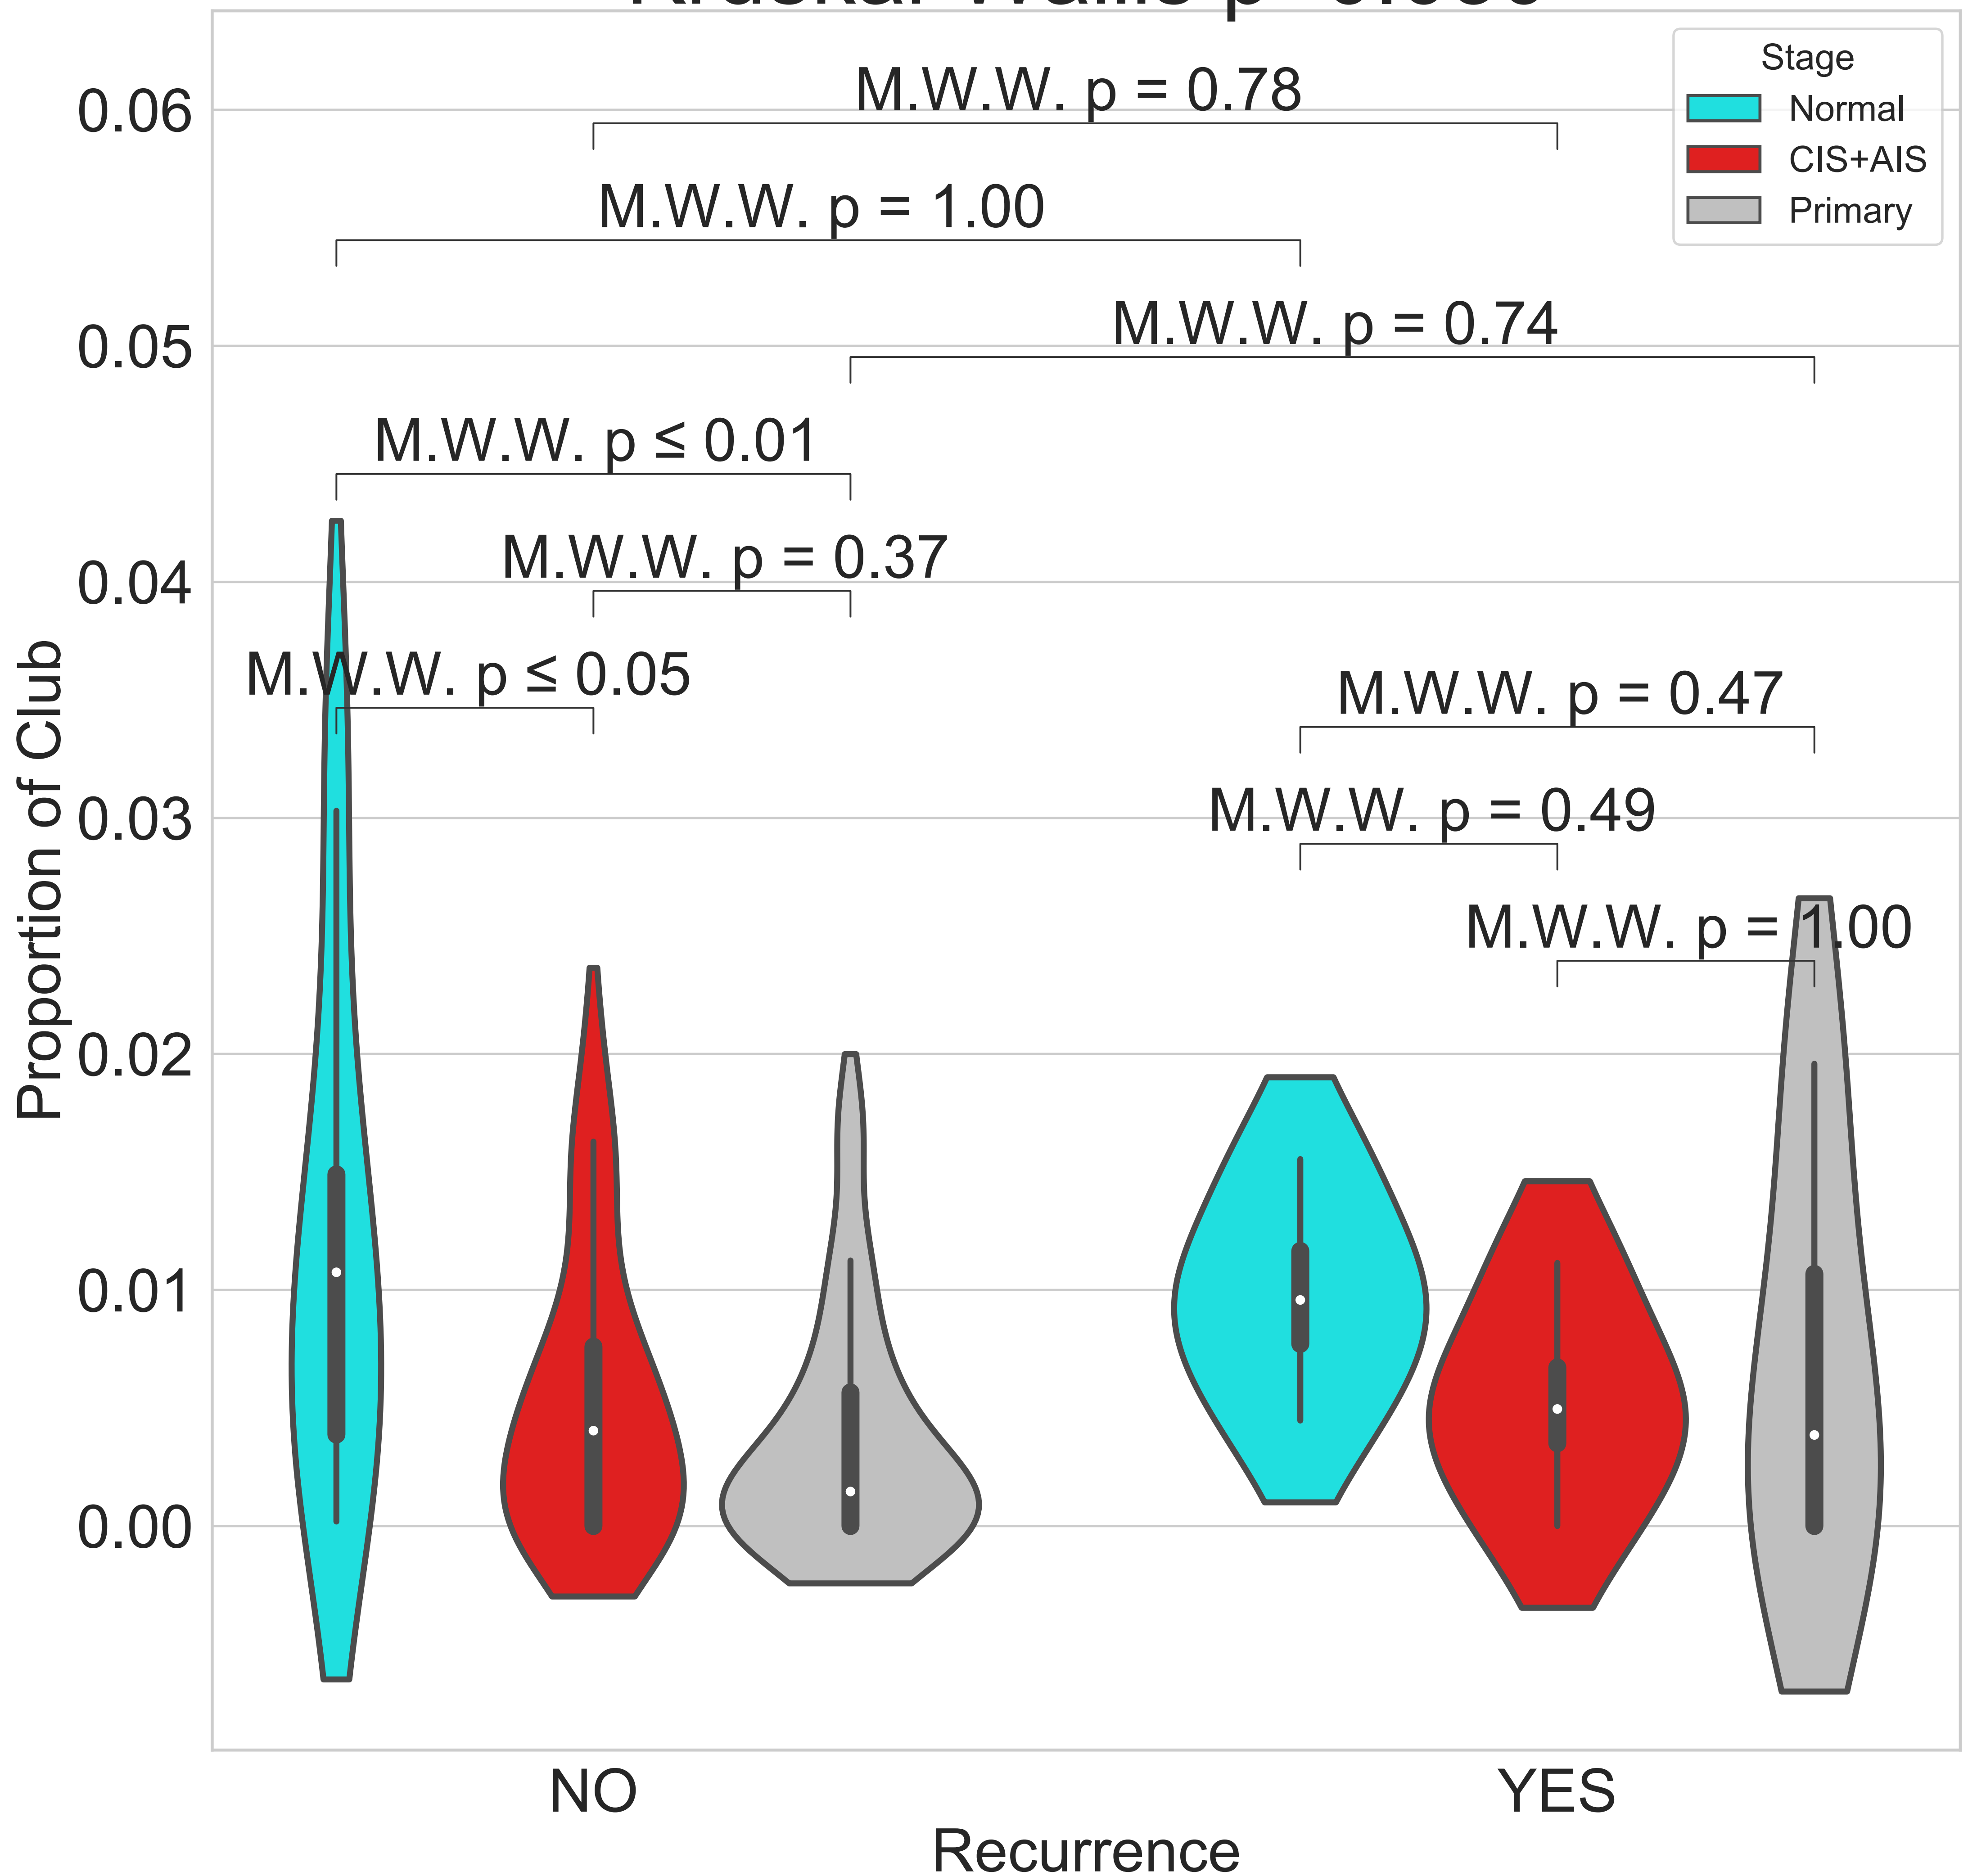 Stage
Normal
CIS+AIS
Primary
M.W.W. p = 0.78
M.W.W. p = 1.00
M.W.W. p = 0.74
M.W.W. p ≤ 0.01
M.W.W. p = 0.37
M.W.W. p ≤ 0.05
M.W.W. p = 0.47
M.W.W. p = 0.49
M.W.W. p = 1.00
0.06
0.05
0.04
0.03
0.02
0.01
0.00
Proportion of Club
NO
YES
Recurrence